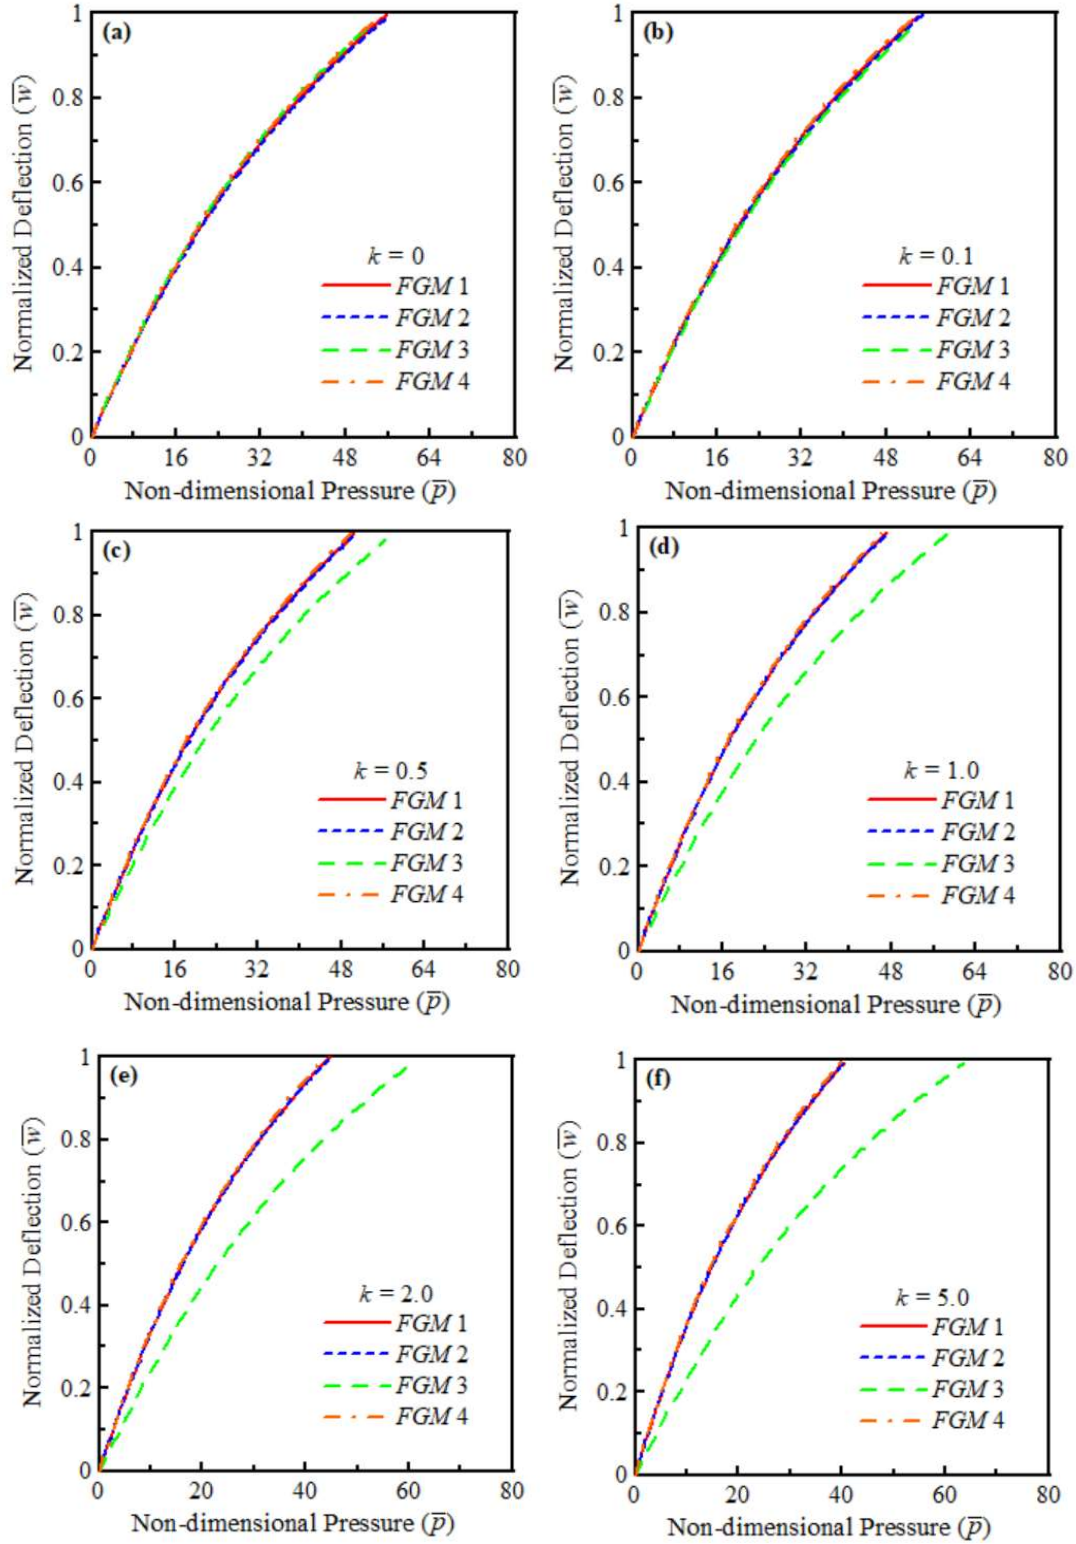 (a)
Normalized Deflection (w̅)
1
0.8
0.6
0.4
0.2
0
k = 0
FGM 1
FGM 2
FGM 3
FGM 4
0 16 32 48 64 80
Non-dimensional Pressure (p̅)
(b)
Normalized Deflection (w̅)
1
0.8
0.6
0.4
0.2
0
k = 0.1
FGM 1
FGM 2
FGM 3
FGM 4
0 16 32 48 64 80
Non-dimensional Pressure (p̅)
(c)
Normalized Deflection (w̅)
1
0.8
0.6
0.4
0.2
0
k = 0.5
FGM 1
FGM 2
FGM 3
FGM 4
0 16 32 48 64 80
Non-dimensional Pressure (p̅)
(d)
Normalized Deflection (w̅)
1
0.8
0.6
0.4
0.2
0
k = 1.0
FGM 1
FGM 2
FGM 3
FGM 4
0 16 32 48 64 80
Non-dimensional Pressure (p̅)
(e)
Normalized Deflection (w̅)
1
0.8
0.6
0.4
0.2
0
k = 2.0
FGM 1
FGM 2
FGM 3
FGM 4
0 20 40 60 80
Non-dimensional Pressure (p̅)
(f)
Normalized Deflection (w̅)
1
0.8
0.6
0.4
0.2
0
k = 5.0
FGM 1
FGM 2
FGM 3
FGM 4
0 20 40 60 80
Non-dimensional Pressure (p̅)